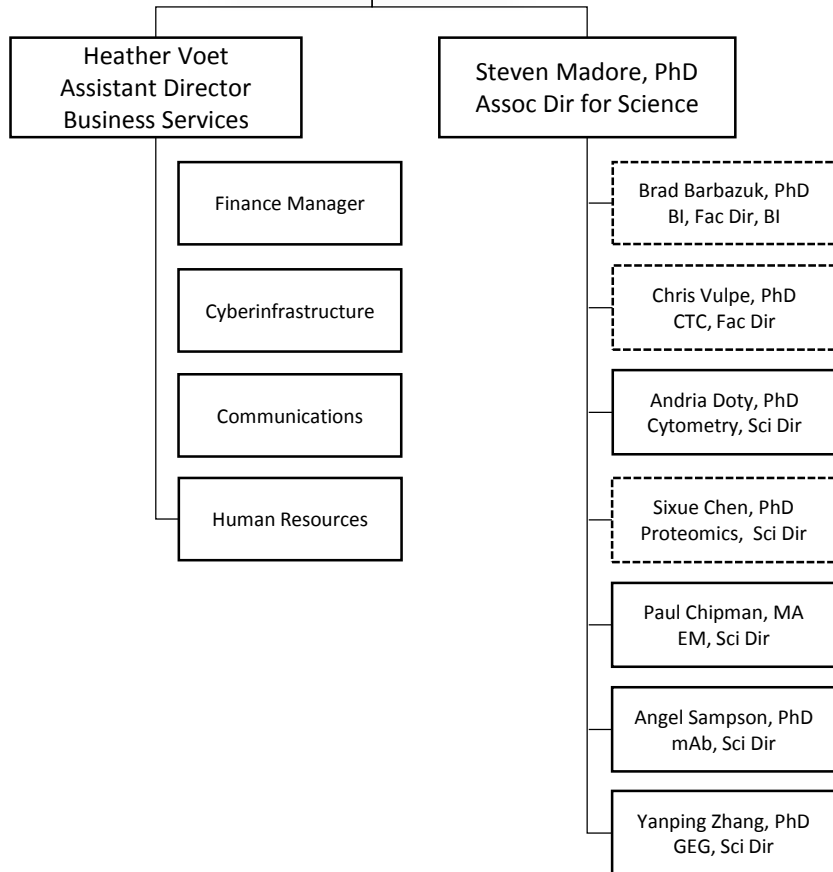 Heather Voet
Assistant Director
Business Services
Steven Madore, PhD
Assoc Dir for Science
Finance Manager
Cyberinfrastructure
Communications
Human Resources
Brad Barbazuk, PhD
BI, Fac Dir, BI
Chris Vulpe, PhD
CTC, Fac Dir
Andria Doty, PhD
Cytometry, Sci Dir
Sixue Chen, PhD
Proteomics,  Sci Dir
Paul Chipman, MA
EM, Sci Dir
Angel Sampson, PhD
mAb, Sci Dir
Yanping Zhang, PhD
GEG, Sci Dir